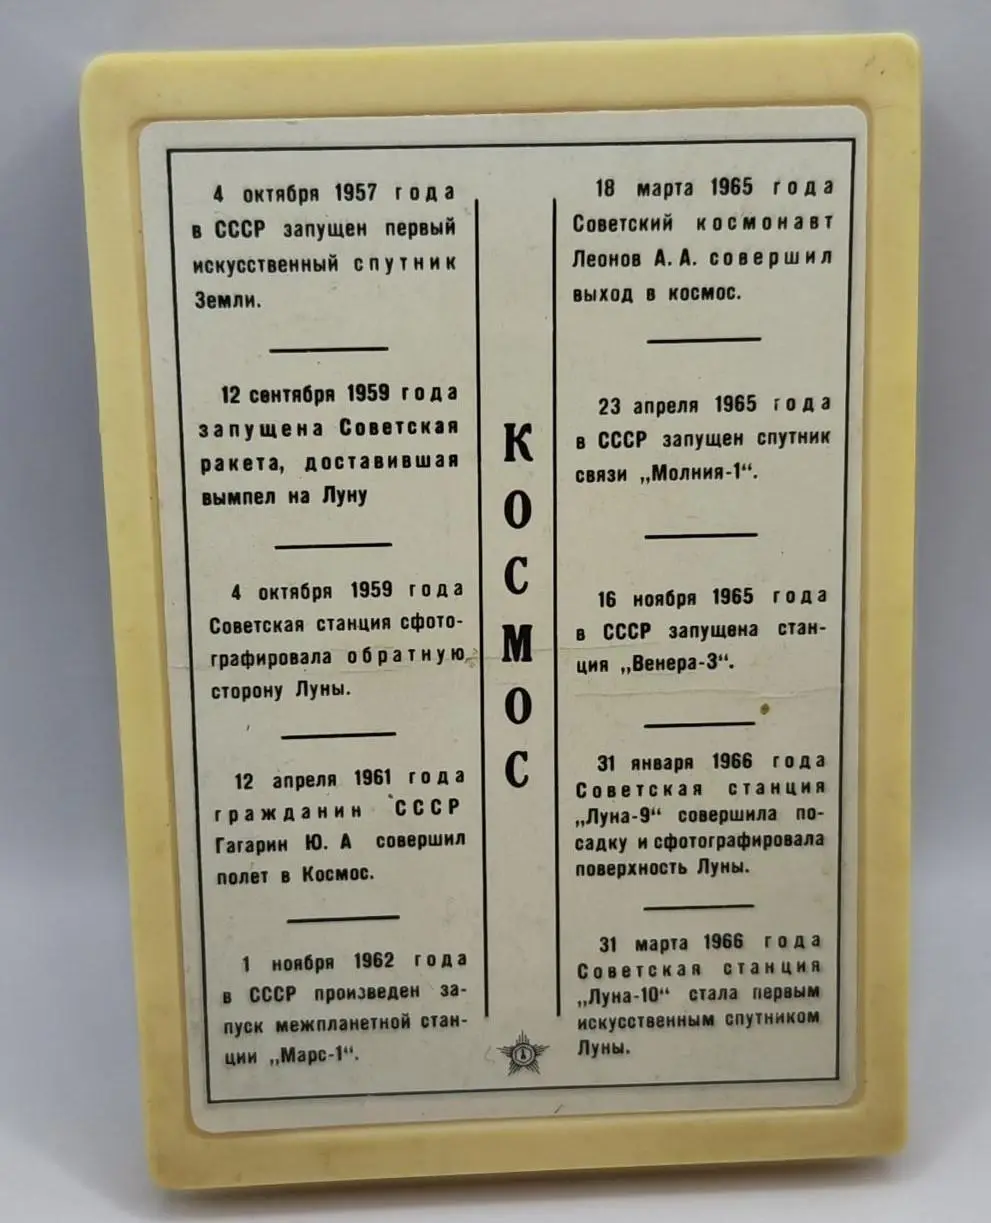 4 октября 1957 года
в СССР запущен первый
искусственный спутник
Земли.
12 сентября 1959 года
запущена Советская
ракета, доставившая
вымпел на Луну
4 октября 1959 года
Советская станция сфото-
графировала обратную
сторону Луны.
12 апреля 1961 года
гражданин СССР
Гагарин Ю. А совершил
полет в Космос.
1 ноября 1962 года
в СССР произведен за-
пуск межпланетной стан-
ции „Марс-1“.
КОСМОС
18 марта 1965 года
Советский космонавт
Леонов А. А. совершил
выход в космос.
23 апреля 1965 года
в СССР запущен спутник
связи „Молния-1“.
16 ноября 1965 года
в СССР запущена стан-
ция „Венера-3“.
31 января 1966 года
Советская станция
„Луна-9“ совершила по-
садку и сфотографировала
поверхность Луны.
31 марта 1966 года
Советская станция
„Луна-10“ стала первым
искусственным спутником
Луны.